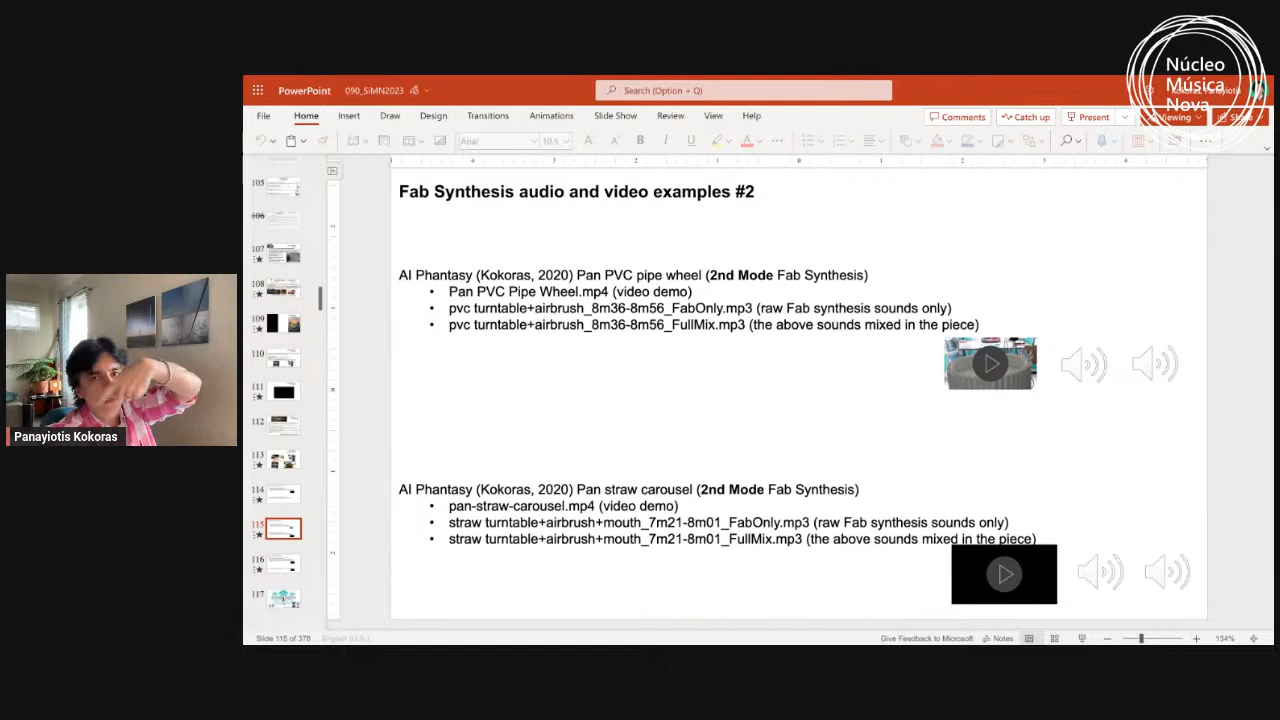 Núcleo
Música
Nova
PowerPoint
090_SiMN2023
Search (Option + Q)
File
Home
Insert
Draw
Design
Transitions
Animations
Slide Show
Review
View
Help
Comments
Catch up
Present
Viewing
Share
Arial
10.5
105
106
107
108
109
110
111
112
113
114
115
116
117
Fab Synthesis audio and video examples #2
AI Phantasy (Kokoras, 2020) Pan PVC pipe wheel (2nd Mode Fab Synthesis)
• Pan PVC Pipe Wheel.mp4 (video demo)
• pvc turntable+airbrush_8m36-8m56_FabOnly.mp3 (raw Fab synthesis sounds only)
• pvc turntable+airbrush_8m36-8m56_FullMix.mp3 (the above sounds mixed in the piece)
AI Phantasy (Kokoras, 2020) Pan straw carousel (2nd Mode Fab Synthesis)
• pan-straw-carousel.mp4 (video demo)
• straw turntable+airbrush+mouth_7m21-8m01_FabOnly.mp3 (raw Fab synthesis sounds only)
• straw turntable+airbrush+mouth_7m21-8m01_FullMix.mp3 (the above sounds mixed in the piece)
Panayiotis Kokoras
Slide 115 of 378
English (U.S.)
Give Feedback to Microsoft
Notes
134%